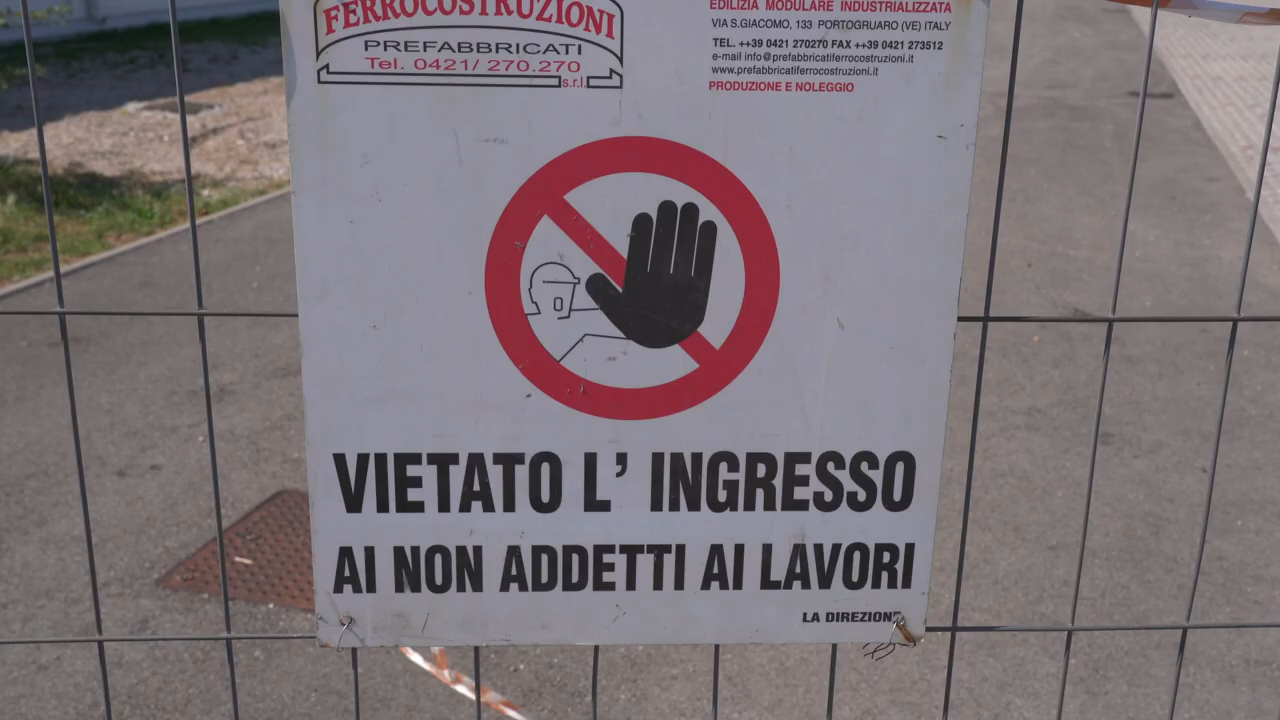 FERROCOSTRUZIONI
PREFABBRICATI
Tel. 0421/ 270.270
s.r.l.
EDILIZIA MODULARE INDUSTRIALIZZATA
VIA S.GIACOMO, 133 PORTOGRUARO (VE) ITALY
TEL. ++39 0421 270270 FAX ++39 0421 273512
e-mail info@prefabbricatiferrocostruzioni.it
www.prefabbricatiferrocostruzioni.it
PRODUZIONE E NOLEGGIO
VIETATO L' INGRESSO
AI NON ADDETTI AI LAVORI
LA DIREZIONE